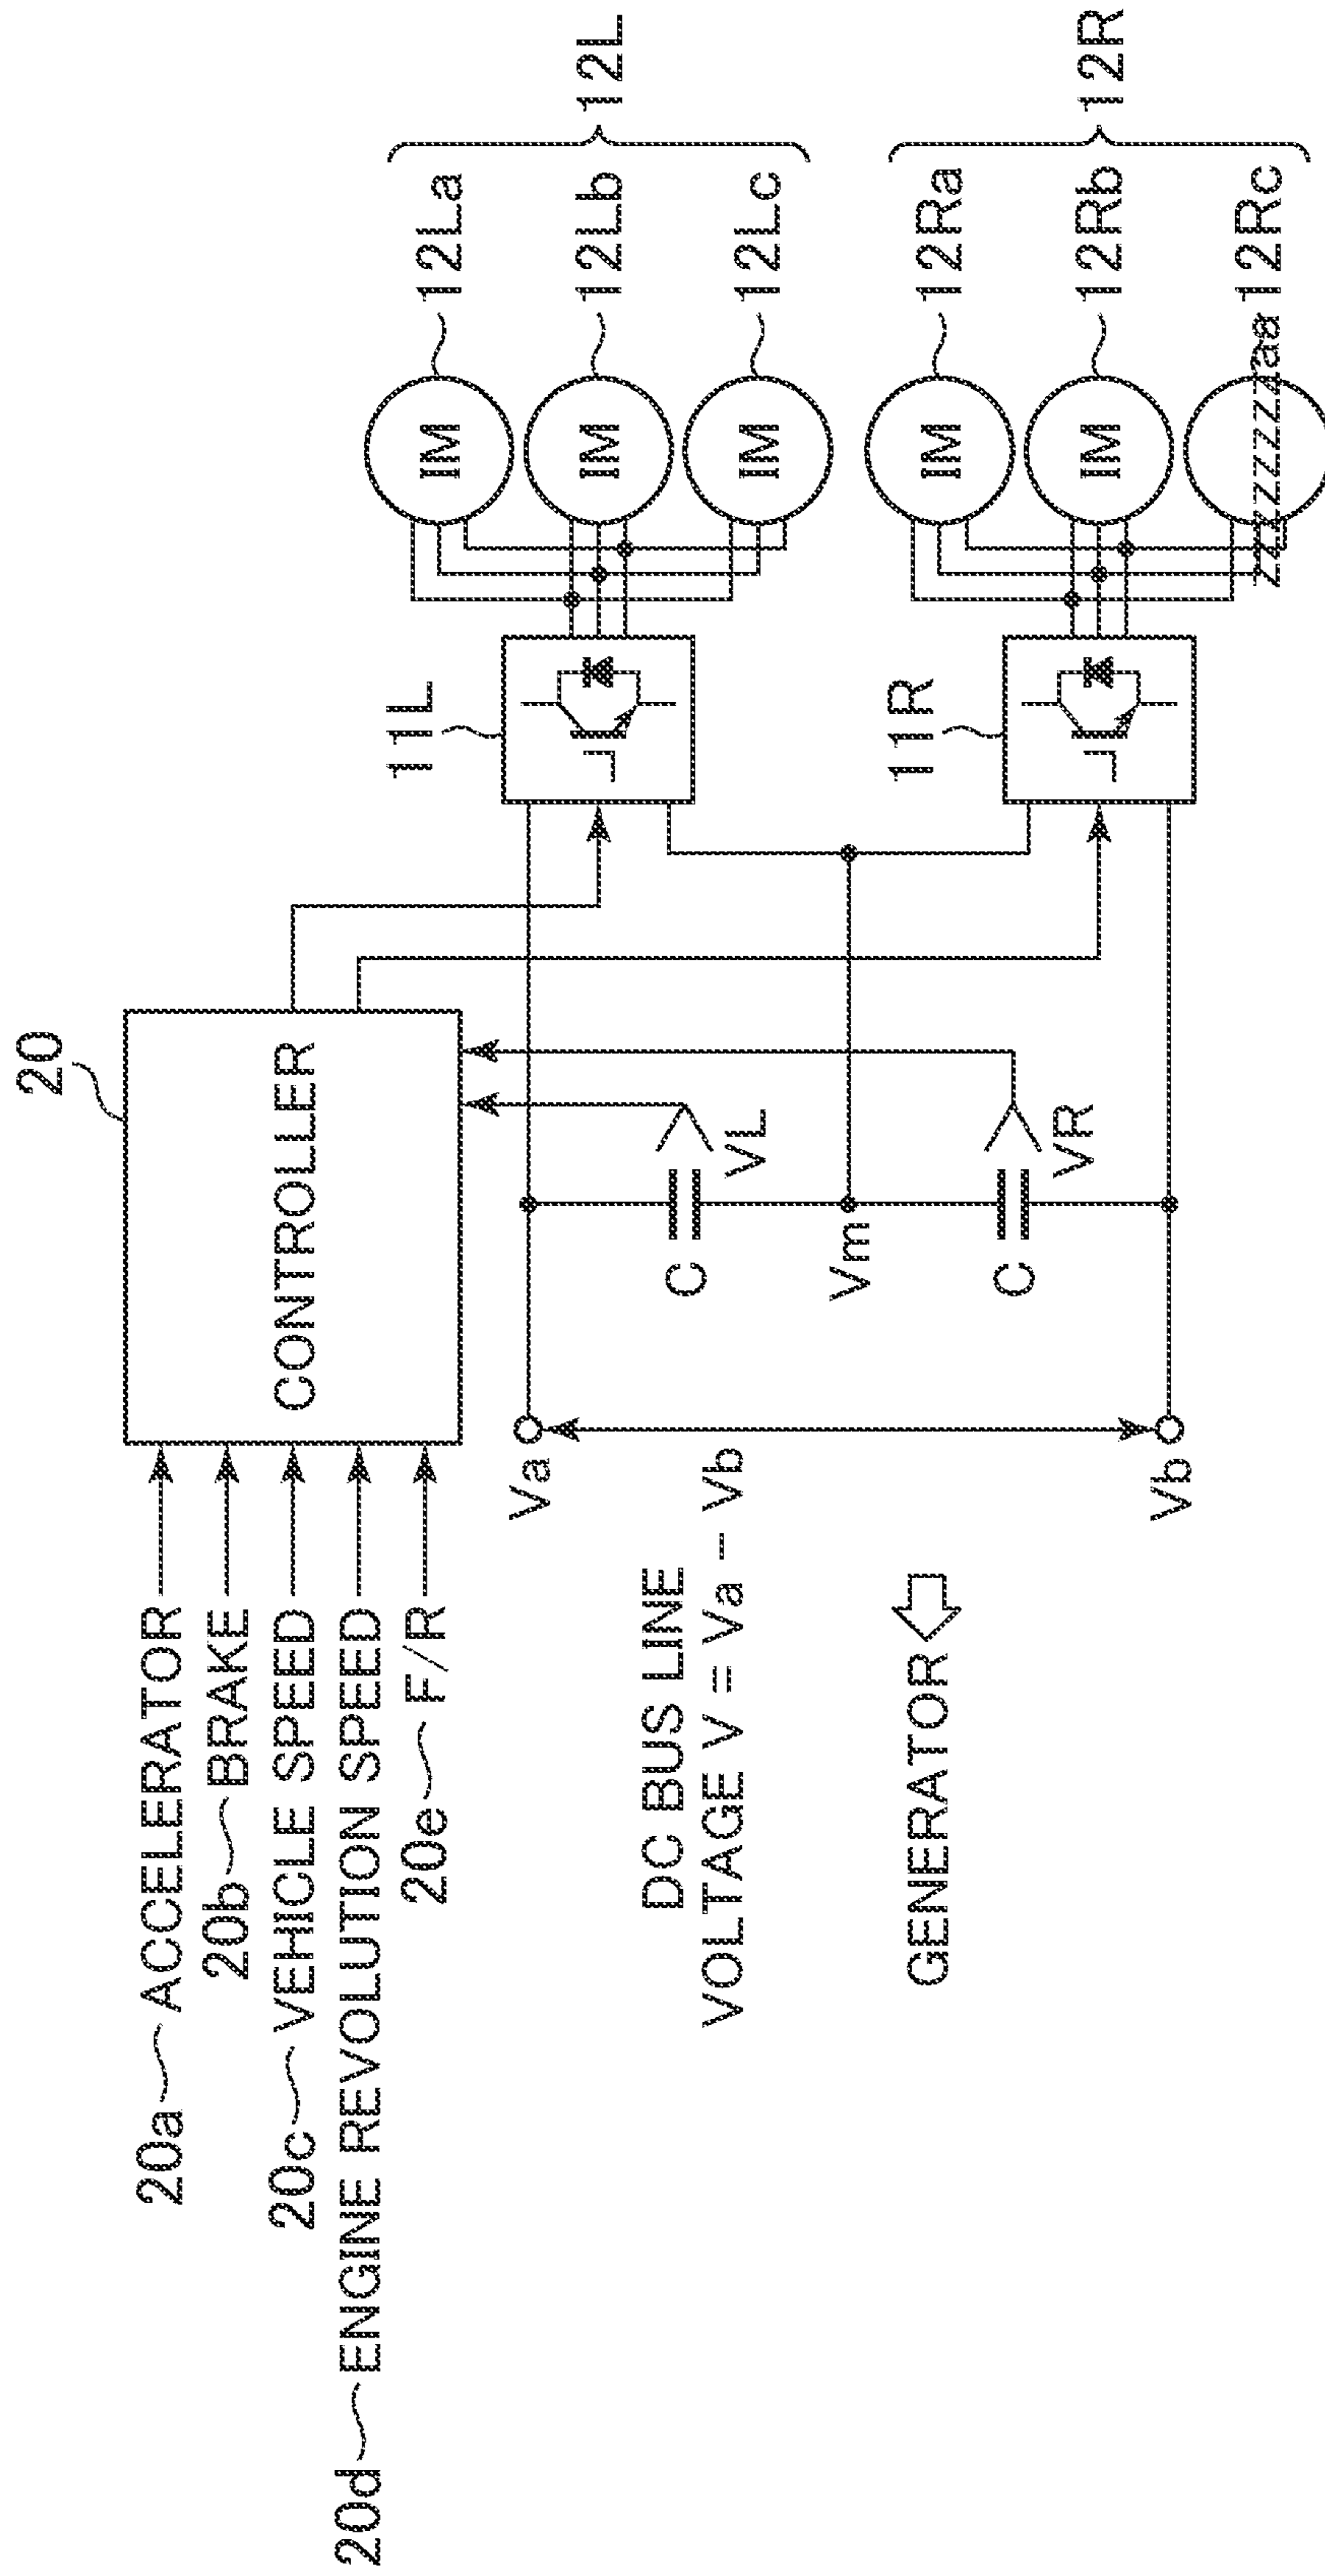 20
20a
ACCELERATOR
20b
BRAKE
20c
VEHICLE SPEED
20d
ENGINE REVOLUTION SPEED
20e
F/R
CONTROLLER
DC BUS LINE
VOLTAGE V = Va - Vb
GENERATOR
Va
Vb
Vm
C
VL
C
VR
11L
11R
IM
12La
IM
12Lb
IM
12Lc
12L
IM
12Ra
IM
12Rb
12Rc
12R